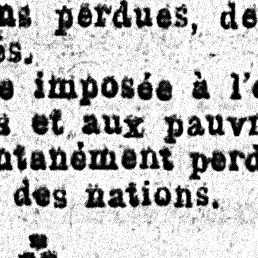 ns perdues, de
és.
e imposée à l'
s et aux pauvr
ntanément perd
des nations.